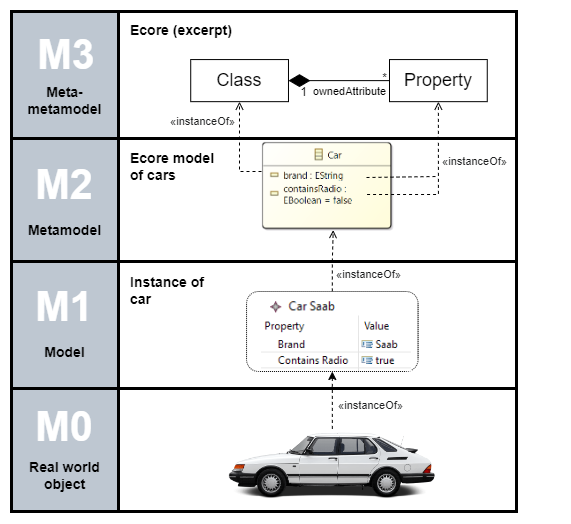 M3
Meta-
metamodel
Ecore (excerpt)
Class
1
ownedAttribute
*
Property
«instanceOf»
M2
Metamodel
Ecore model
of cars
«instanceOf»
Car
brand : EString
containsRadio :
EBoolean = false
M1
Model
Instance of
car
«instanceOf»
Car Saab
Property Value
Brand Saab
Contains Radio true
M0
Real world
object
«instanceOf»